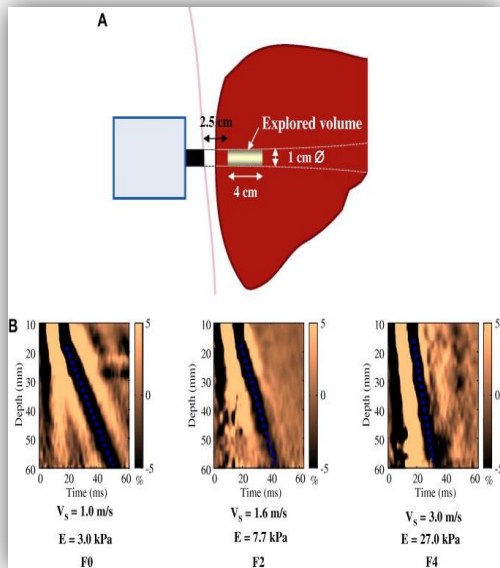 A
2.5 cm
Explored volume
1 cm Ø
4 cm
B
10
20
30
40
50
60
Depth (mm)
0 20 40 60
Time (ms)
5
0
-5
%
V_S = 1.0 m/s
E = 3.0 kPa
F0
10
20
30
40
50
60
Depth (mm)
0 20 40 60
Time (ms)
5
0
-5
%
V_S = 1.6 m/s
E = 7.7 kPa
F2
10
20
30
40
50
60
Depth (mm)
0 20 40 60
Time (ms)
5
0
-5
%
V_S = 3.0 m/s
E = 27.0 kPa
F4